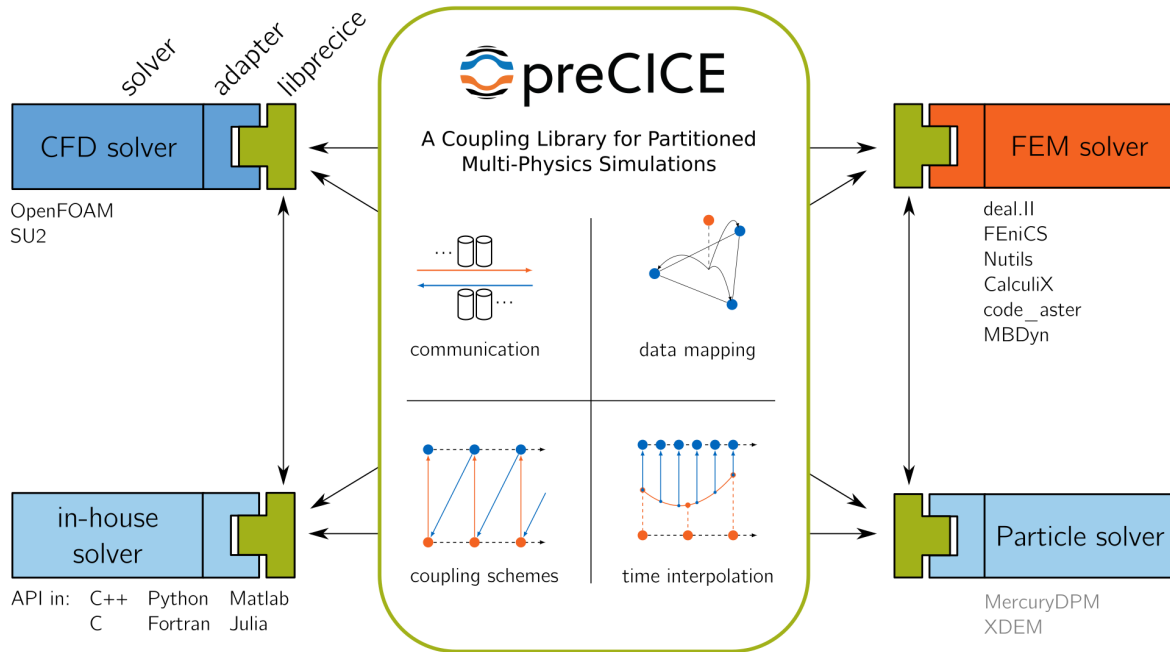 solver
adapter
libprecice
CFD solver
OpenFOAM
SU2
preCICE
A Coupling Library for Partitioned
Multi-Physics Simulations
...
communication
...
data mapping
coupling schemes
time interpolation
FEM solver
deal.II
FEniCS
Nutils
CalculiX
code_aster
MBDyn
in-house
solver
API in: C++ Python Matlab
C Fortran Julia
Particle solver
MercuryDPM
XDEM